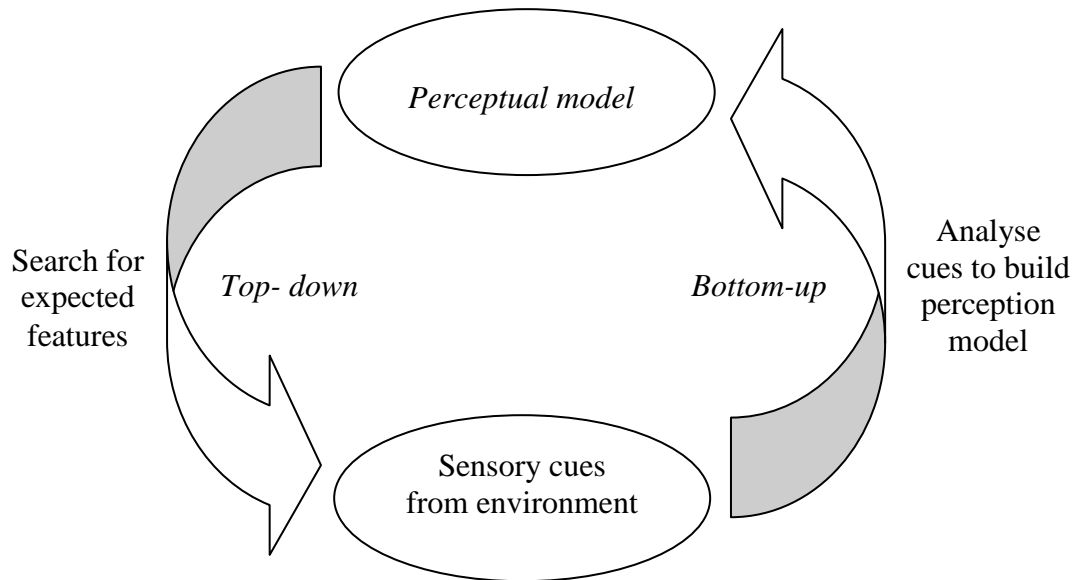 Perceptual model
Search for
expected
features
Top- down
Bottom-up
Analyse
cues to build
perception
model
Sensory cues
from environment